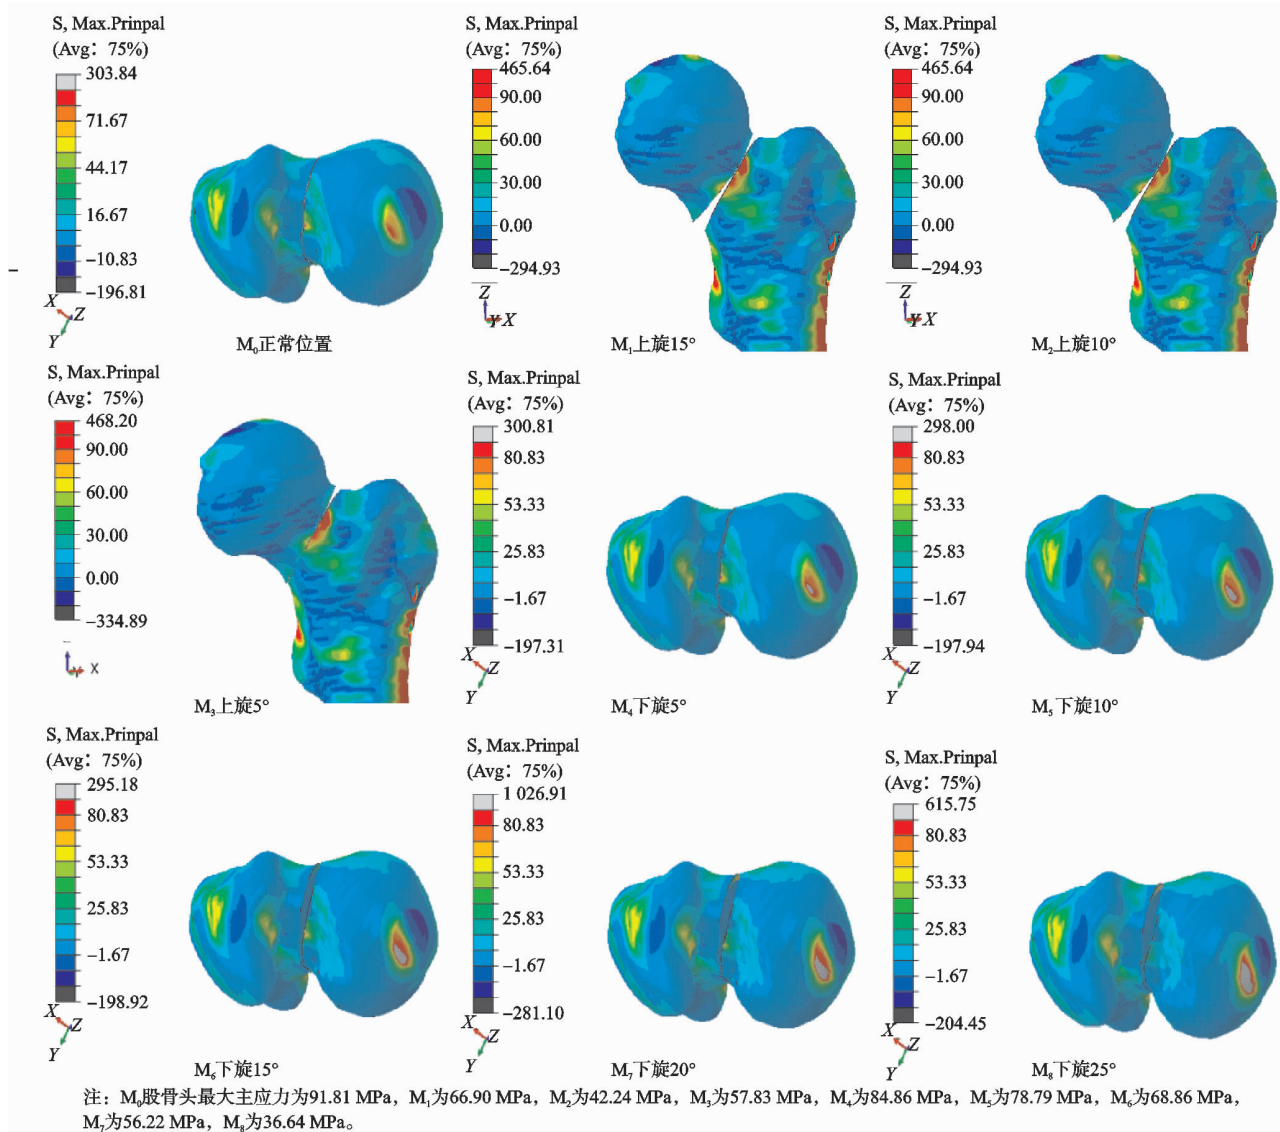 S, Max.Prinpal
(Avg：75%)
303.84
71.67
44.17
16.67
−10.83
−196.81
X
Z
Y
M₀正常位置
S, Max.Prinpal
(Avg：75%)
465.64
90.00
60.00
30.00
0.00
−294.93
Z
Y X
M₁上旋15°
S, Max.Prinpal
(Avg：75%)
465.64
90.00
60.00
30.00
0.00
−294.93
Z
Y X
M₂上旋10°
S, Max.Prinpal
(Avg：75%)
468.20
90.00
60.00
30.00
0.00
−334.89
Y X
M₃上旋5°
S, Max.Prinpal
(Avg：75%)
300.81
80.83
53.33
25.83
−1.67
−197.31
X
Z
Y
M₄下旋5°
S, Max.Prinpal
(Avg：75%)
298.00
80.83
53.33
25.83
−1.67
−197.94
X
Z
Y
M₅下旋10°
S, Max.Prinpal
(Avg：75%)
295.18
80.83
53.33
25.83
−1.67
−198.92
X
Z
Y
M₆下旋15°
S, Max.Prinpal
(Avg：75%)
1 026.91
80.83
53.33
25.83
−1.67
−281.10
X
Z
Y
M₇下旋20°
S, Max.Prinpal
(Avg：75%)
615.75
80.83
53.33
25.83
−1.67
−204.45
X
Z
Y
M₈下旋25°
注：M₀股骨头最大主应力为91.81 MPa，M₁为66.90 MPa，M₂为42.24 MPa，M₃为57.83 MPa，M₄为84.86 MPa，M₅为78.79 MPa，M₆为68.86 MPa，
M₇为56.22 MPa，M₈为36.64 MPa。